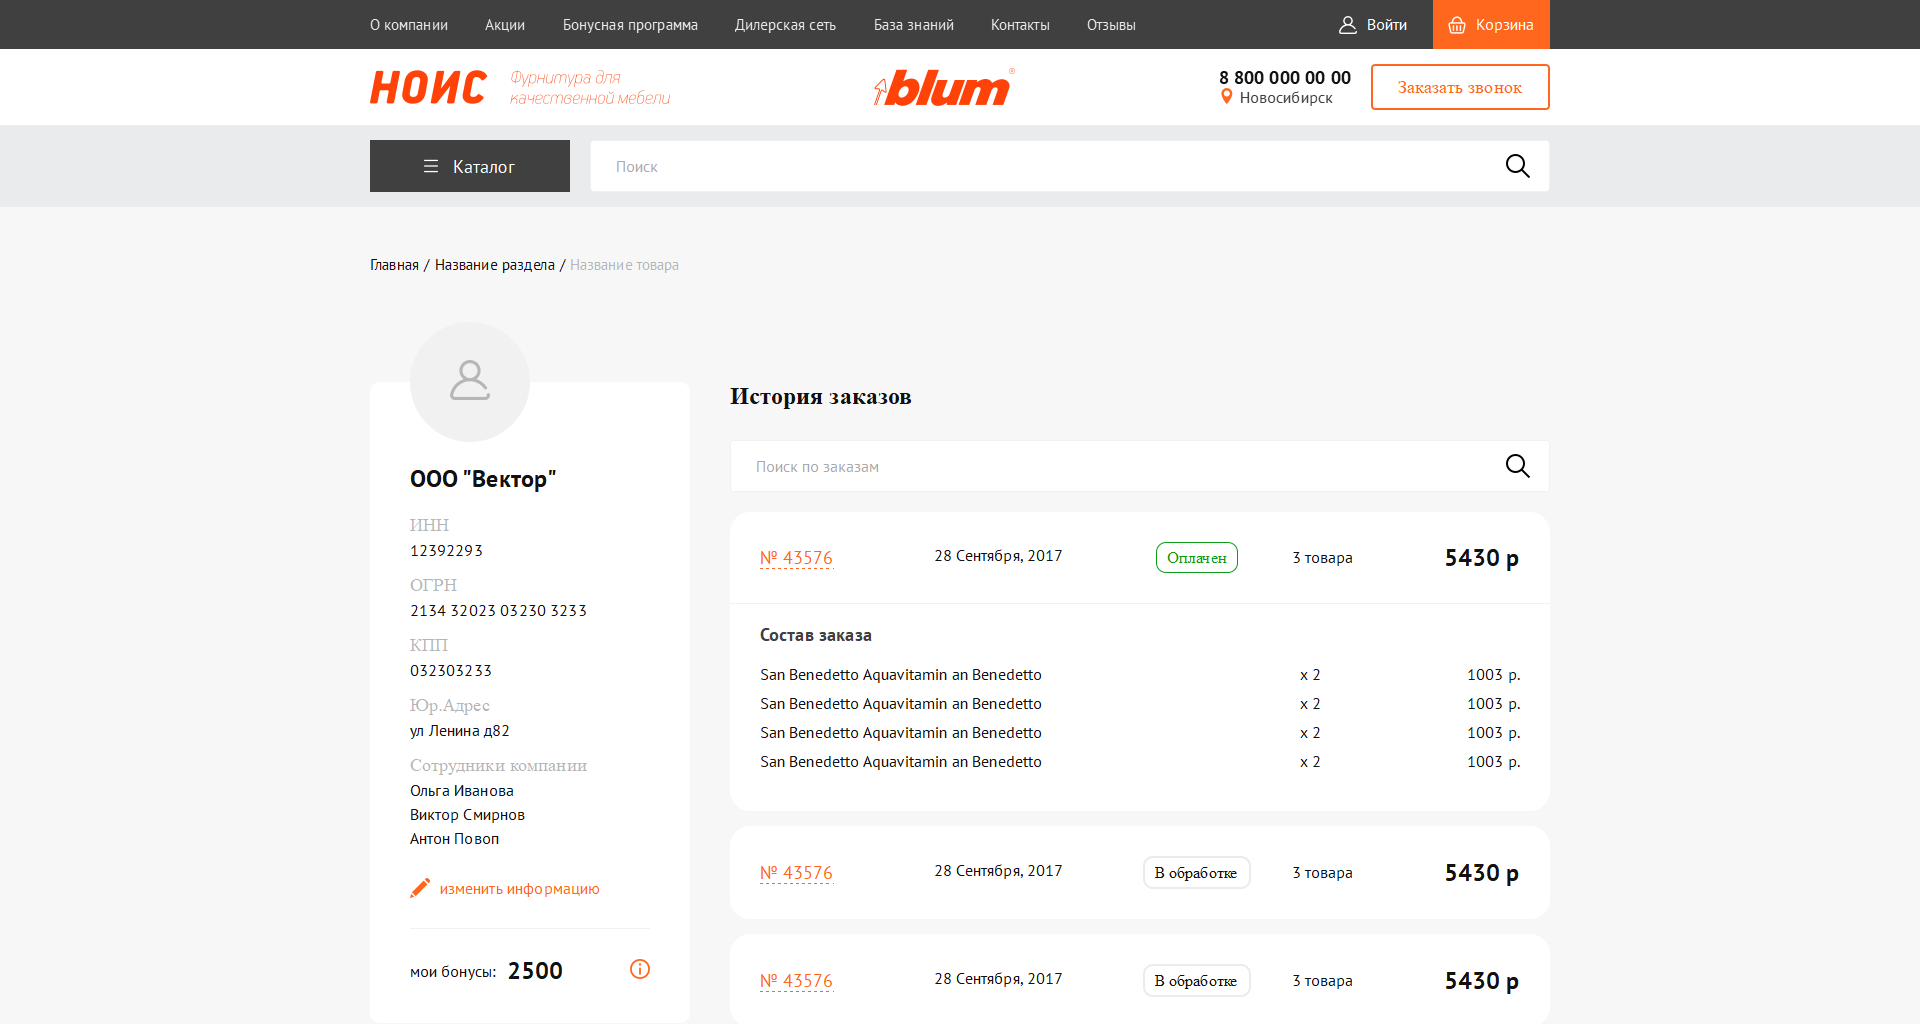 О компании Акции Бонусная программа Дилерская сеть База знаний Контакты Отзывы Войти Корзина
НОИС Фурнитура для качественной мебели
blum®
8 800 000 00 00
Новосибирск
Заказать звонок
Каталог
Поиск
Главная / Название раздела / Название товара
ООО "Вектор"
ИНН
12392293
ОГРН
2134 32023 03230 3233
КПП
032303233
Юр.Адрес
ул Ленина д82
Сотрудники компании
Ольга Иванова
Виктор Смирнов
Антон Повоп
изменить информацию
мои бонусы: 2500
История заказов
Поиск по заказам
№ 43576 28 Сентября, 2017 Оплачен 3 товара 5430 р
Состав заказа
San Benedetto Aquavitamin an Benedetto x 2 1003 р.
San Benedetto Aquavitamin an Benedetto x 2 1003 р.
San Benedetto Aquavitamin an Benedetto x 2 1003 р.
San Benedetto Aquavitamin an Benedetto x 2 1003 р.
№ 43576 28 Сентября, 2017 В обработке 3 товара 5430 р
№ 43576 28 Сентября, 2017 В обработке 3 товара 5430 р